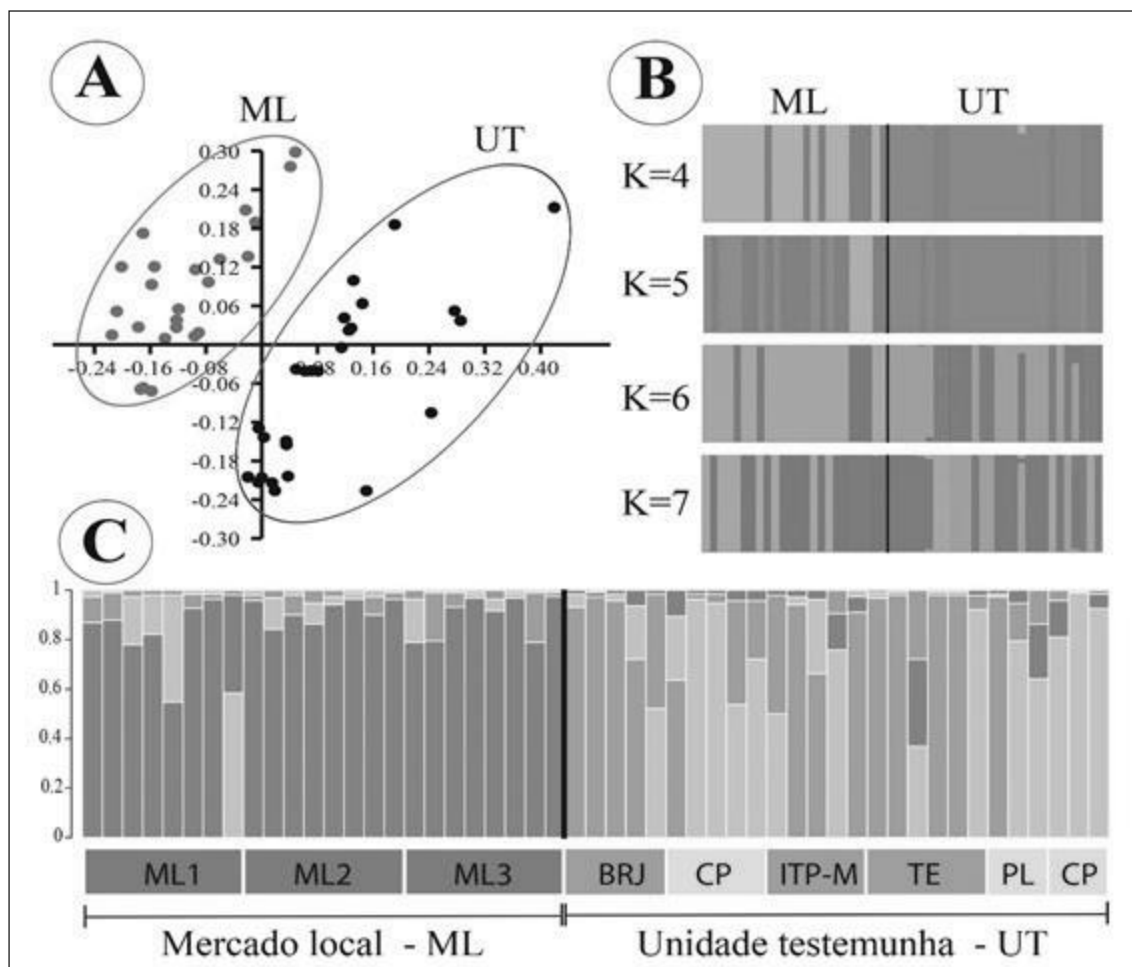 A
ML
UT
0.30
0.24
0.18
0.12
0.06
-0.24 -0.16 -0.08 0.08 0.16 0.24 0.32 0.40
-0.06
-0.12
-0.18
-0.24
-0.30
B
ML UT
K=4
K=5
K=6
K=7
C
1
0.8
0.6
0.4
0.2
0
ML1 ML2 ML3 BRJ CP ITP-M TE PL CP
Mercado local - ML Unidade testemunha - UT